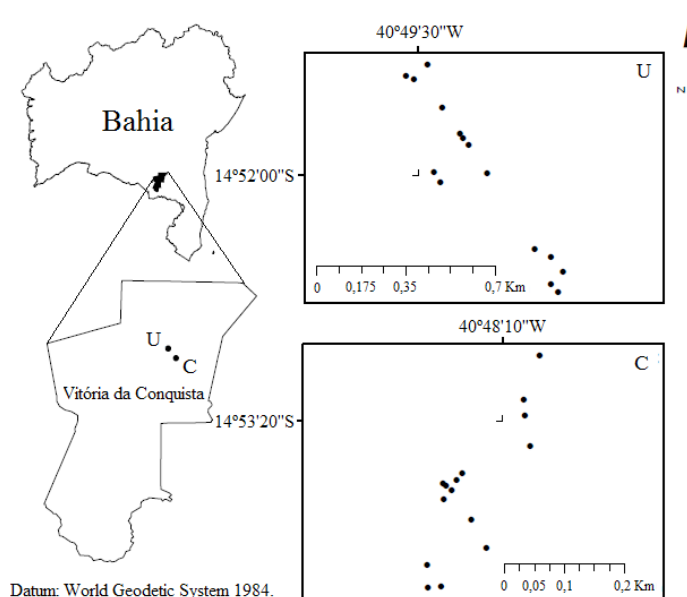 40°49'30"W
U
z
Bahia
14°52'00"S
0 0,175 0,35 0,7 Km
40°48'10"W
U
C
C
Vitória da Conquista
14°53'20"S
0 0,05 0,1 0,2 Km
Datum: World Geodetic System 1984.